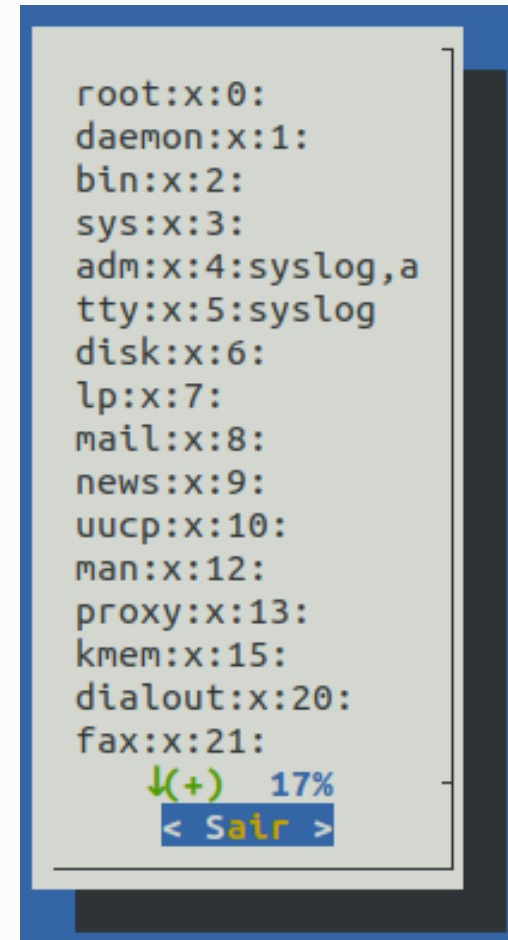 root:x:0:
daemon:x:1:
bin:x:2:
sys:x:3:
adm:x:4:syslog,a
tty:x:5:syslog
disk:x:6:
lp:x:7:
mail:x:8:
news:x:9:
uucp:x:10:
man:x:12:
proxy:x:13:
kmem:x:15:
dialout:x:20:
fax:x:21:
↓(+) 17%
< Sair >